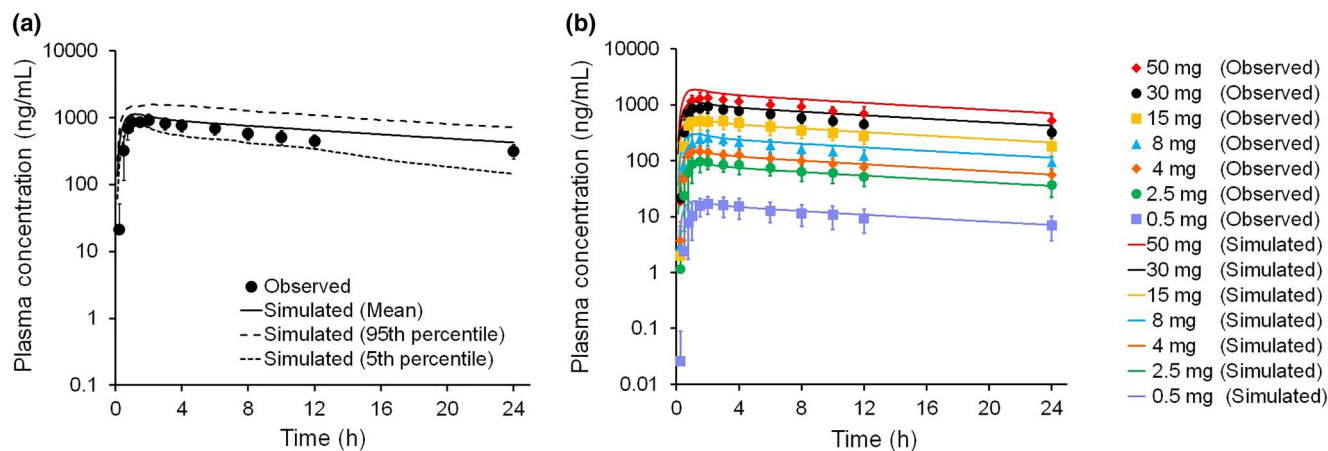 (a)
Plasma concentration (ng/mL)
10000
1000
100
10
1
0.1
0 4 8 12 16 20 24
Time (h)
Observed
Simulated (Mean)
Simulated (95th percentile)
Simulated (5th percentile)
(b)
Plasma concentration (ng/mL)
10000
1000
100
10
1
0.1
0.01
0 4 8 12 16 20 24
Time (h)
50 mg (Observed)
30 mg (Observed)
15 mg (Observed)
8 mg (Observed)
4 mg (Observed)
2.5 mg (Observed)
0.5 mg (Observed)
50 mg (Simulated)
30 mg (Simulated)
15 mg (Simulated)
8 mg (Simulated)
4 mg (Simulated)
2.5 mg (Simulated)
0.5 mg (Simulated)